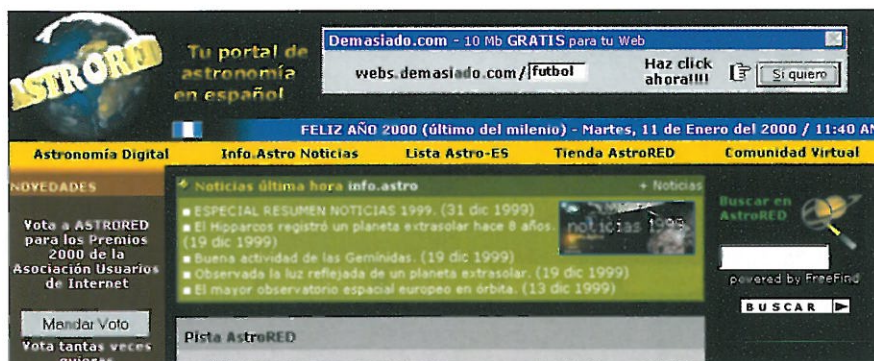 ASTRORED
Tu portal de
astronomía
en español
Demasiado.com - 10 Mb GRATIS para tu Web
webs.demasiado.com/ futbol
Haz click
ahora!!!!
Si quiero
FELIZ AÑO 2000 (último del milenio) - Martes, 11 de Enero del 2000 / 11:40 AM
Astronomía Digital Info.Astro Noticias Lista Astro-ES Tienda AstroRED Comunidad Virtual
NOVEDADES
Vota a ASTRORED
para los Premios
2000 de la
Asociación Usuarios
de Internet
Mandar Voto
Vota tantas veces
quieras
Noticias última hora info.astro + Noticias
ESPECIAL RESUMEN NOTICIAS 1999. (31 dic 1999)
El Hipparcos registró un planeta extrasolar hace 8 años.
(19 dic 1999)
Buena actividad de las Gemínidas. (19 dic 1999)
Observada la luz reflejada de un planeta extrasolar. (19 dic 1999)
El mayor observatorio espacial europeo en órbita. (13 dic 1999)
noticias 1999
Pista AstroRED
Buscar en
AstroRED
powered by FreeFind
BUSCAR